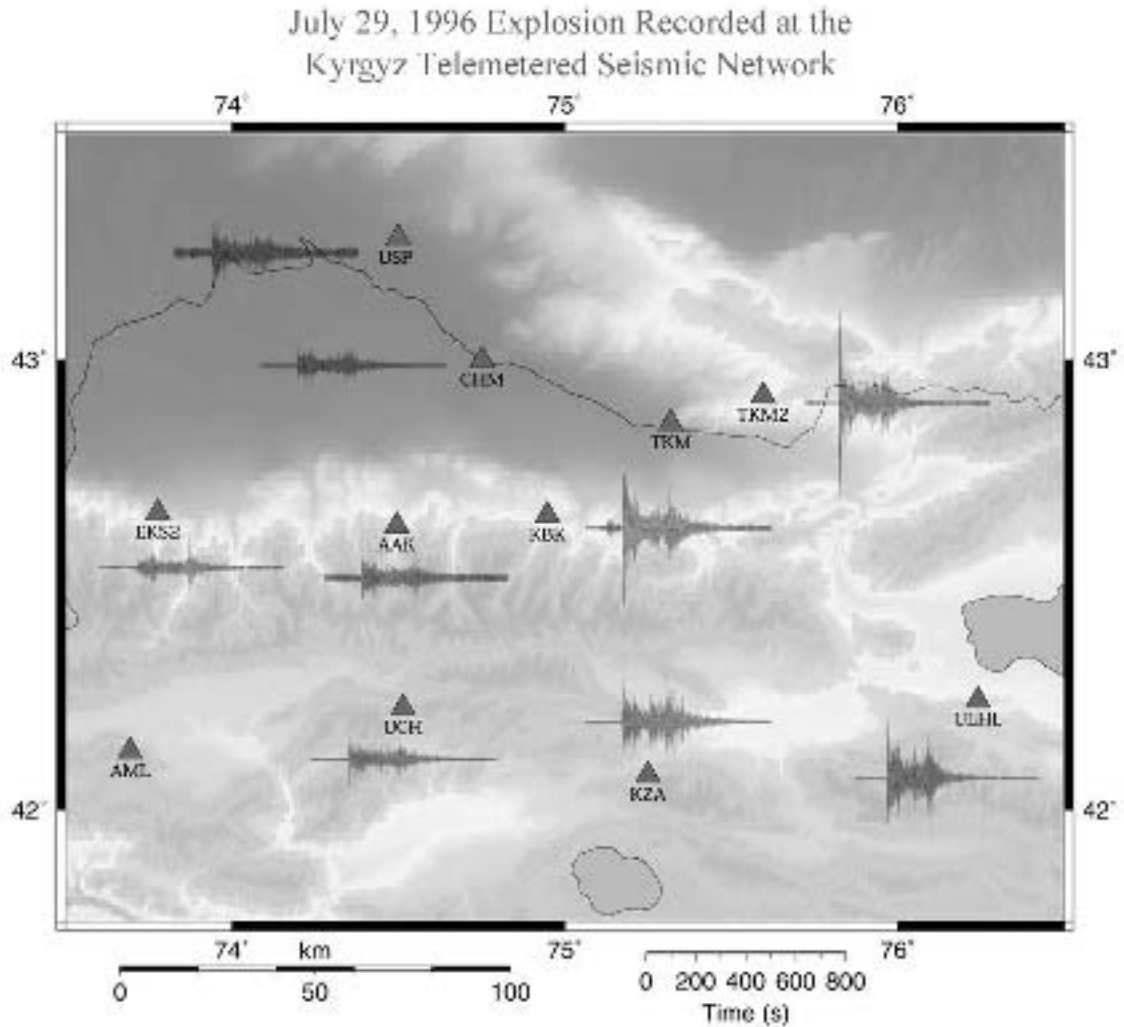 July 29, 1996 Explosion Recorded at the
Kyrgyz Telemetered Seismic Network
74° 75° 76°
USP
43° 43°
CHM
TKM2
TKM
EKS2
AAK
KBK
UCH
ULHL
AML
KZA
42° 42°
74° 75° 76°
km
0 50 100
0 200 400 600 800
Time (s)